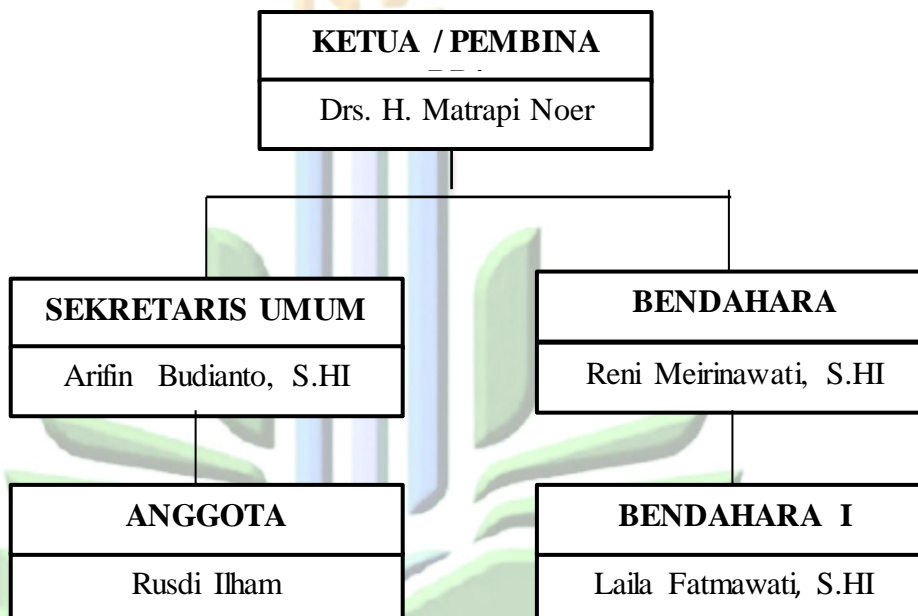 KETUA / PEMBINA
Drs. H. Matrapi Noer
SEKRETARIS UMUM
Arifin Budianto, S.HI
BENDAHARA
Reni Meirinawati, S.HI
ANGGOTA
Rusdi Ilham
BENDAHARA I
Laila Fatmawati, S.HI